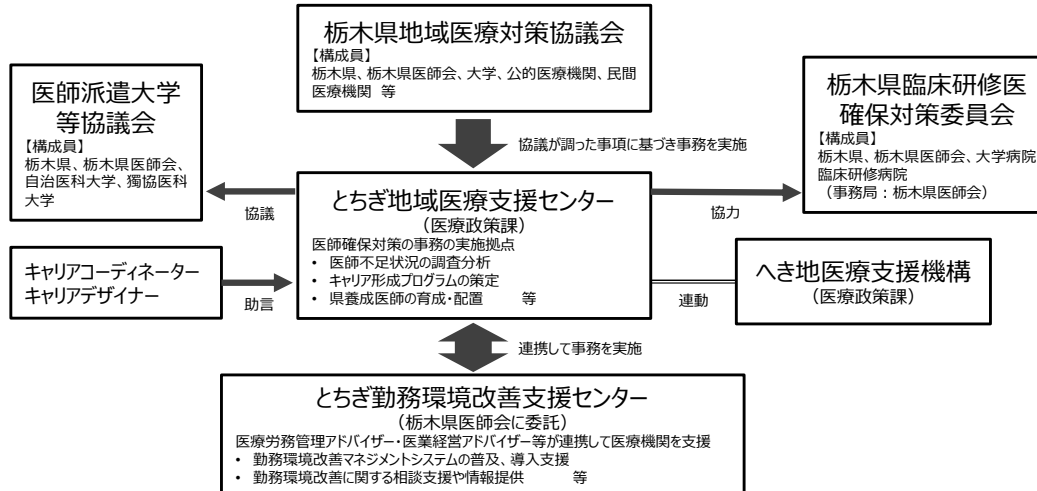 栃木県地域医療対策協議会
【構成員】
栃木県、栃木県医師会、大学、公的医療機関、民間
医療機関 等
医師派遣大学
等協議会
【構成員】
栃木県、栃木県医師会、
自治医科大学、獨協医科
大学
栃木県臨床研修医
確保対策委員会
【構成員】
栃木県、栃木県医師会、大学病院
臨床研修病院
（事務局：栃木県医師会）
協議が調った事項に基づき事務を実施
協議
とちぎ地域医療支援センター
（医療政策課）
医師確保対策の事務の実施拠点
• 医師不足状況の調査分析
• キャリア形成プログラムの策定
• 県養成医師の育成・配置 等
協力
キャリアコーディネーター
キャリアデザイナー
助言
連動
へき地医療支援機構
（医療政策課）
連携して事務を実施
とちぎ勤務環境改善支援センター
（栃木県医師会に委託）
医療労務管理アドバイザー・医業経営アドバイザー等が連携して医療機関を支援
• 勤務環境改善マネジメントシステムの普及、導入支援
• 勤務環境改善に関する相談支援や情報提供 等